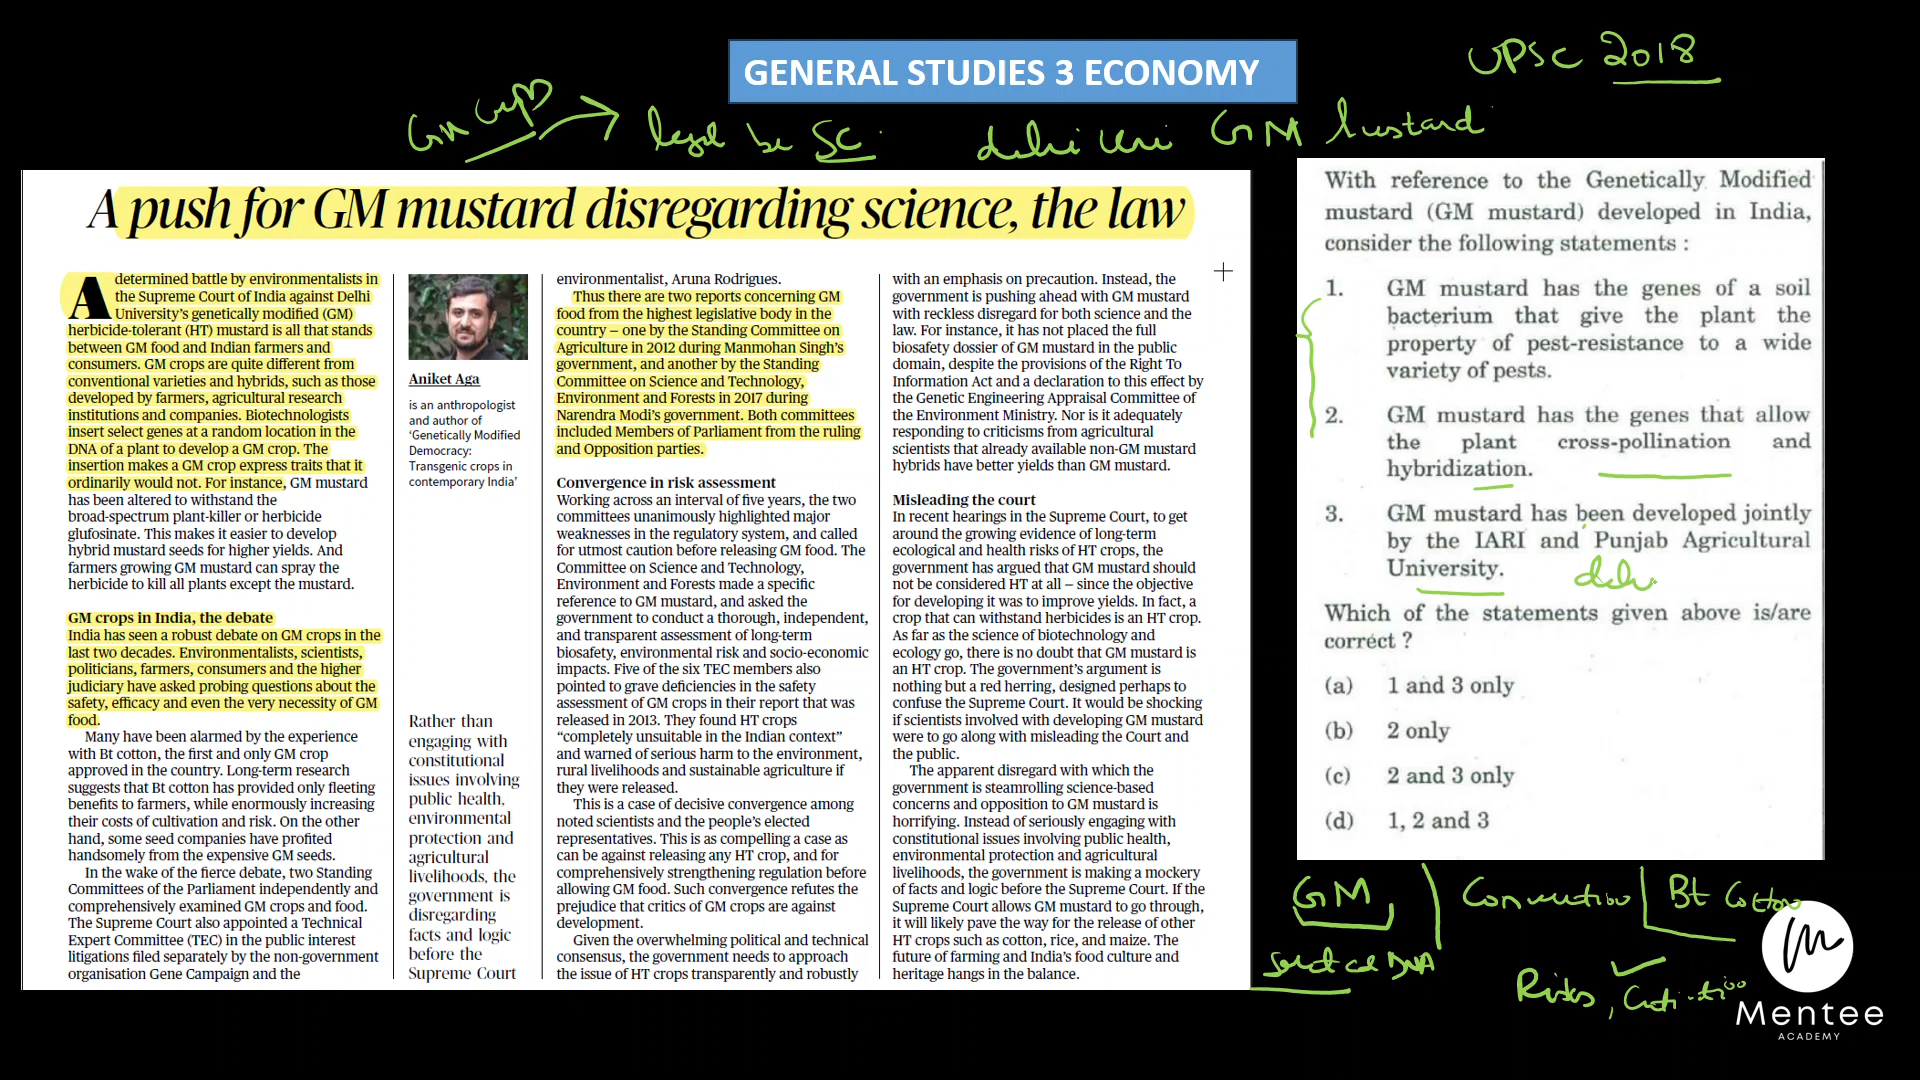 GENERAL STUDIES 3 ECONOMY
UPSC 2018
GM crops
legal be SC
delhi uni GM Mustard
A push for GM mustard disregarding science, the law
A determined battle by environmentalists in
the Supreme Court of India against Delhi
University's genetically modified (GM)
herbicide-tolerant (HT) mustard is all that stands
between GM food and Indian farmers and
consumers. GM crops are quite different from
conventional varieties and hybrids, such as those
developed by farmers, agricultural research
institutions and companies. Biotechnologists
insert select genes at a random location in the
DNA of a plant to develop a GM crop. The
insertion makes a GM crop express traits that it
ordinarily would not. For instance, GM mustard
has been altered to withstand the
broad-spectrum plant-killer or herbicide
glufosinate. This makes it easier to develop
hybrid mustard seeds for higher yields. And
farmers growing GM mustard can spray the
herbicide to kill all plants except the mustard.
GM crops in India, the debate
India has seen a robust debate on GM crops in the
last two decades. Environmentalists, scientists,
politicians, farmers, consumers and the higher
judiciary have asked probing questions about the
safety, efficacy and even the very necessity of GM
food.
Many have been alarmed by the experience
with Bt cotton, the first and only GM crop
approved in the country. Long-term research
suggests that Bt cotton has provided only fleeting
benefits to farmers, while enormously increasing
their costs of cultivation and risk. On the other
hand, some seed companies have profited
handsomely from the expensive GM seeds.
In the wake of the fierce debate, two Standing
Committees of the Parliament independently and
comprehensively examined GM crops and food.
The Supreme Court also appointed a Technical
Expert Committee (TEC) in the public interest
litigations filed separately by the non-government
organisation Gene Campaign and the
Aniket Aga
is an anthropologist
and author of
‘Genetically Modified
Democracy:
Transgenic crops in
contemporary India’
Rather than
engaging with
constitutional
issues involving
public health,
environmental
protection and
agricultural
livelihoods, the
government is
disregarding
facts and logic
before the
Supreme Court
environmentalist, Aruna Rodrigues.
Thus there are two reports concerning GM
food from the highest legislative body in the
country – one by the Standing Committee on
Agriculture in 2012 during Manmohan Singh's
government, and another by the Standing
Committee on Science and Technology,
Environment and Forests in 2017 during
Narendra Modi's government. Both committees
included Members of Parliament from the ruling
and Opposition parties.
Convergence in risk assessment
Working across an interval of five years, the two
committees unanimously highlighted major
weaknesses in the regulatory system, and called
for utmost caution before releasing GM food. The
Committee on Science and Technology,
Environment and Forests made a specific
reference to GM mustard, and asked the
government to conduct a thorough, independent,
and transparent assessment of long-term
biosafety, environmental risk and socio-economic
impacts. Five of the six TEC members also
pointed to grave deficiencies in the safety
assessment of GM crops in their report that was
released in 2013. They found HT crops
“completely unsuitable in the Indian context”
and warned of serious harm to the environment,
rural livelihoods and sustainable agriculture if
they were released.
This is a case of decisive convergence among
noted scientists and the people's elected
representatives. This is as compelling a case as
can be against releasing any HT crop, and for
comprehensively strengthening regulation before
allowing GM food. Such convergence refutes the
prejudice that critics of GM crops are against
development.
Given the overwhelming political and technical
consensus, the government needs to approach
the issue of HT crops transparently and robustly
with an emphasis on precaution. Instead, the
government is pushing ahead with GM mustard
with reckless disregard for both science and the
law. For instance, it has not placed the full
biosafety dossier of GM mustard in the public
domain, despite the provisions of the Right To
Information Act and a declaration to this effect by
the Genetic Engineering Appraisal Committee of
the Environment Ministry. Nor is it adequately
responding to criticisms from agricultural
scientists that already available non-GM mustard
hybrids have better yields than GM mustard.
Misleading the court
In recent hearings in the Supreme Court, to get
around the growing evidence of long-term
ecological and health risks of HT crops, the
government has argued that GM mustard should
not be considered HT at all – since the objective
for developing it was to improve yields. In fact, a
crop that can withstand herbicides is an HT crop.
As far as the science of biotechnology and
ecology go, there is no doubt that GM mustard is
an HT crop. The government's argument is
nothing but a red herring, designed perhaps to
confuse the Supreme Court. It would be shocking
if scientists involved with developing GM mustard
were to go along with misleading the Court and
the public.
The apparent disregard with which the
government is steamrolling science-based
concerns and opposition to GM mustard is
horrifying. Instead of seriously engaging with
constitutional issues involving public health,
environmental protection and agricultural
livelihoods, the government is making a mockery
of facts and logic before the Supreme Court. If the
Supreme Court allows GM mustard to go through,
it will likely pave the way for the release of other
HT crops such as cotton, rice, and maize. The
future of farming and India's food culture and
heritage hangs in the balance.
With reference to the Genetically Modified
mustard (GM mustard) developed in India,
consider the following statements :
1. GM mustard has the genes of a soil
bacterium that give the plant the
property of pest-resistance to a wide
variety of pests.
2. GM mustard has the genes that allow
the plant cross-pollination and
hybridization.
3. GM mustard has been developed jointly
by the IARI and Punjab Agricultural
University.
Which of the statements given above is/are
correct ?
(a) 1 and 3 only
(b) 2 only
(c) 2 and 3 only
(d) 1, 2 and 3
GM
Bt Cotton
DNA
Risks,
Mentee
ACADEMY